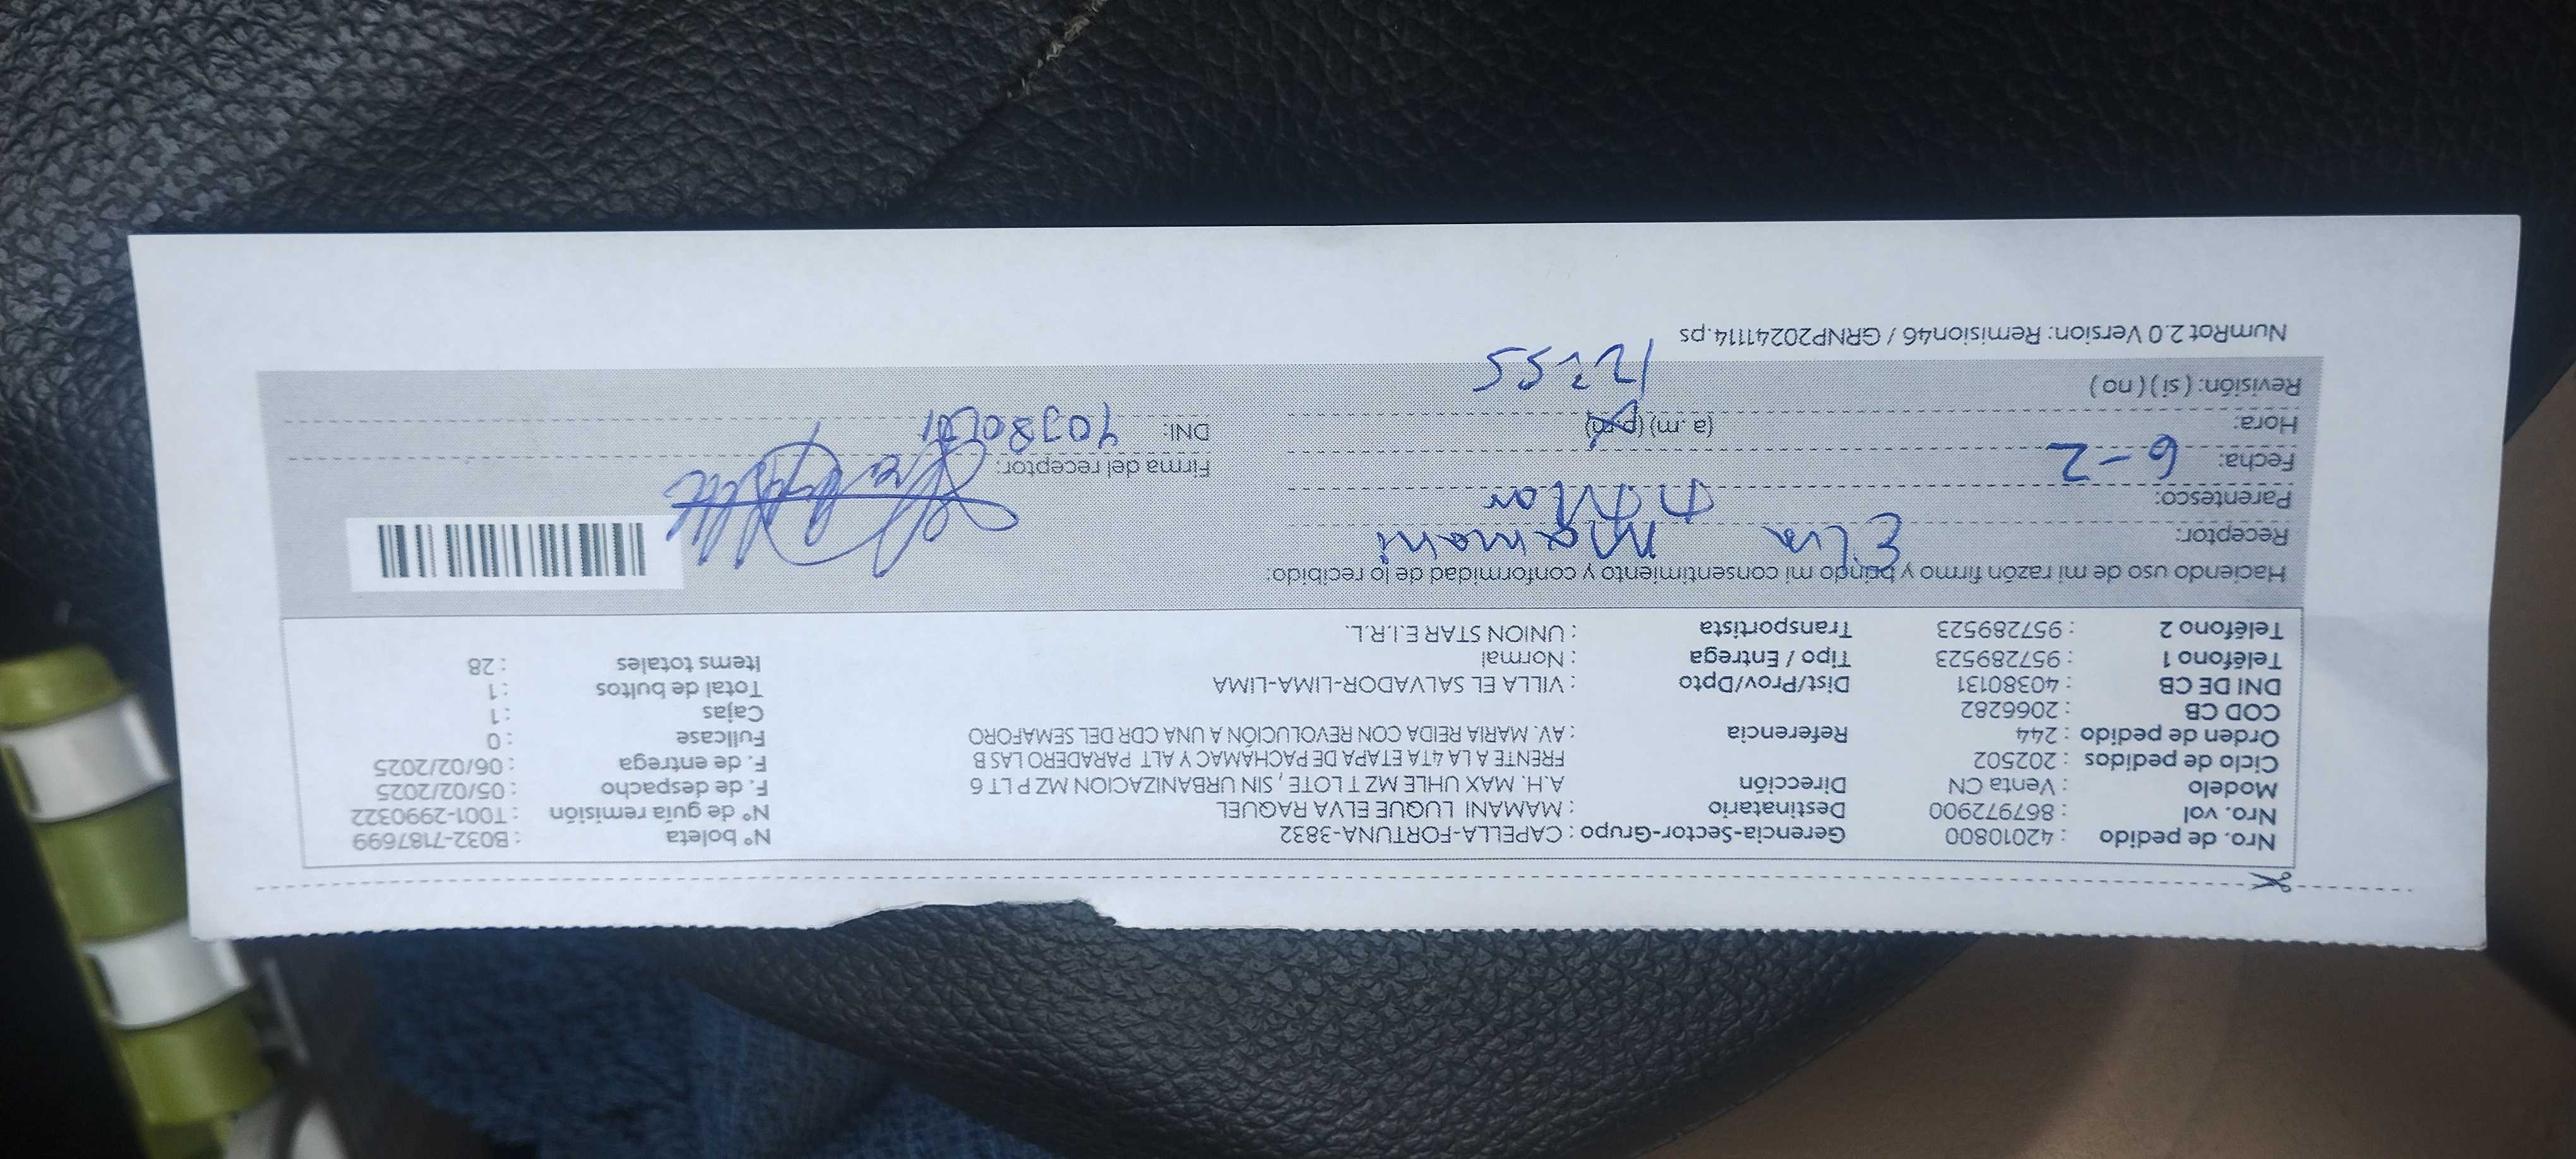 Nro. de pedido : 42010800 Gerencia-Sector-Grupo : CAPELLA-FORTUNA-3832 N° boleta : B032-7187699
Nro. vol : 867972900 Destinatario : MAMANI LUQUE ELVA RAQUEL N° de guía remisión : T001-2990322
Modelo : Venta CN Dirección A.H. MAX UHLE MZ T LOTE , SIN URBANIZACION MZ P LT 6 F. de despacho : 05/02/2025
Ciclo de pedidos : 202502 FRENTE A LA 4TA ETAPA DE PACHAMAC Y ALT PARADERO LAS B F. de entrega : 06/02/2025
Orden de pedido : 244 Referencia : AV. MARIA REIDA CON REVOLUCIÓN A UNA CDR DEL SEMAFORO Fullcase : 0
COD CB : 2066282 Cajas : 1
DNI DE CB : 40380131 Dist/Prov/Dpto : VILLA EL SALVADOR-LIMA-LIMA Total de bultos : 1
Teléfono 1 : 957289523 Tipo / Entrega : Normal Items totales : 28
Teléfono 2 : 957289523 Transportista : UNION STAR E.I.R.L.
Haciendo uso de mi razón firmo y brindo mi consentimiento y conformidad de lo recibido:
Receptor: Mamani
Parentesco:
Fecha: 6-2 Firma del receptor:
Hora: (a.m) (p.m) DNI:
Revisión: ( si ) ( no ) 12:55
NumRot 2.0 Version: Remision46 / GRNP20241114.ps